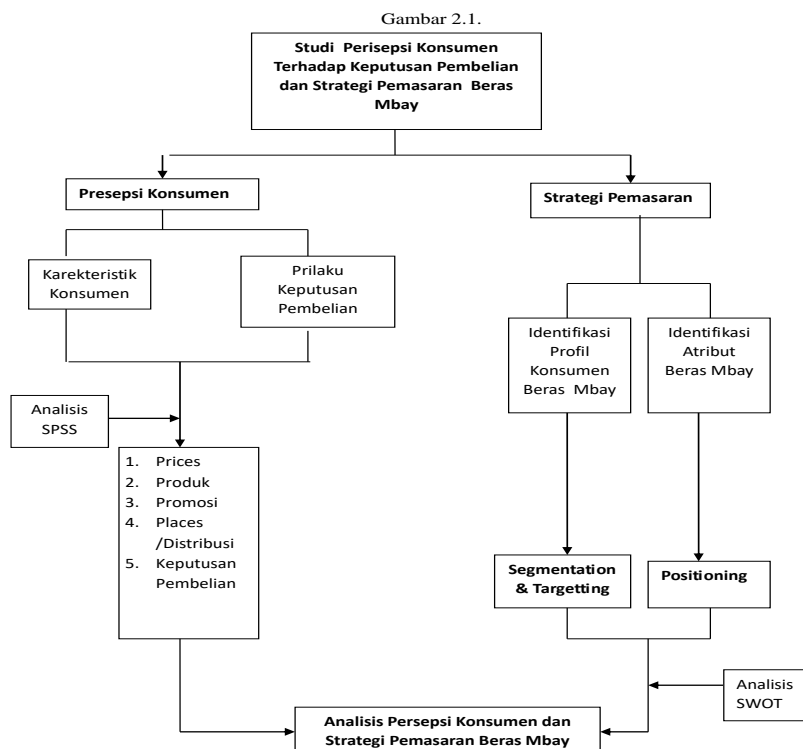 Gambar 2.1.
Studi Perisepsi Konsumen
Terhadap Keputusan Pembelian
dan Strategi Pemasaran Beras
Mbay
Presepsi Konsumen
Strategi Pemasaran
Karekteristik
Konsumen
Prilaku
Keputusan
Pembelian
Identifikasi
Profil
Konsumen
Beras Mbay
Identifikasi
Atribut
Beras Mbay
Analisis
SPSS
1. Prices
2. Produk
3. Promosi
4. Places
/Distribusi
5. Keputusan
Pembelian
Segmentation
& Targetting
Positioning
Analisis
SWOT
Analisis Persepsi Konsumen dan
Strategi Pemasaran Beras Mbay